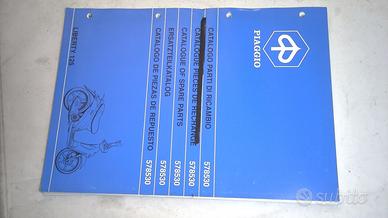 PIAGGIO
CATALOGO PARTI DI RICAMBIO 578530
CATALOGUE PIECES DE RECHANGE 578530
CATALOGUE OF SPARE PARTS 578530
ERSATZTEILKATALOG 578530
CATALOGO DE PIEZAS DE REPUESTO 578530
LIBERTY 125
subito